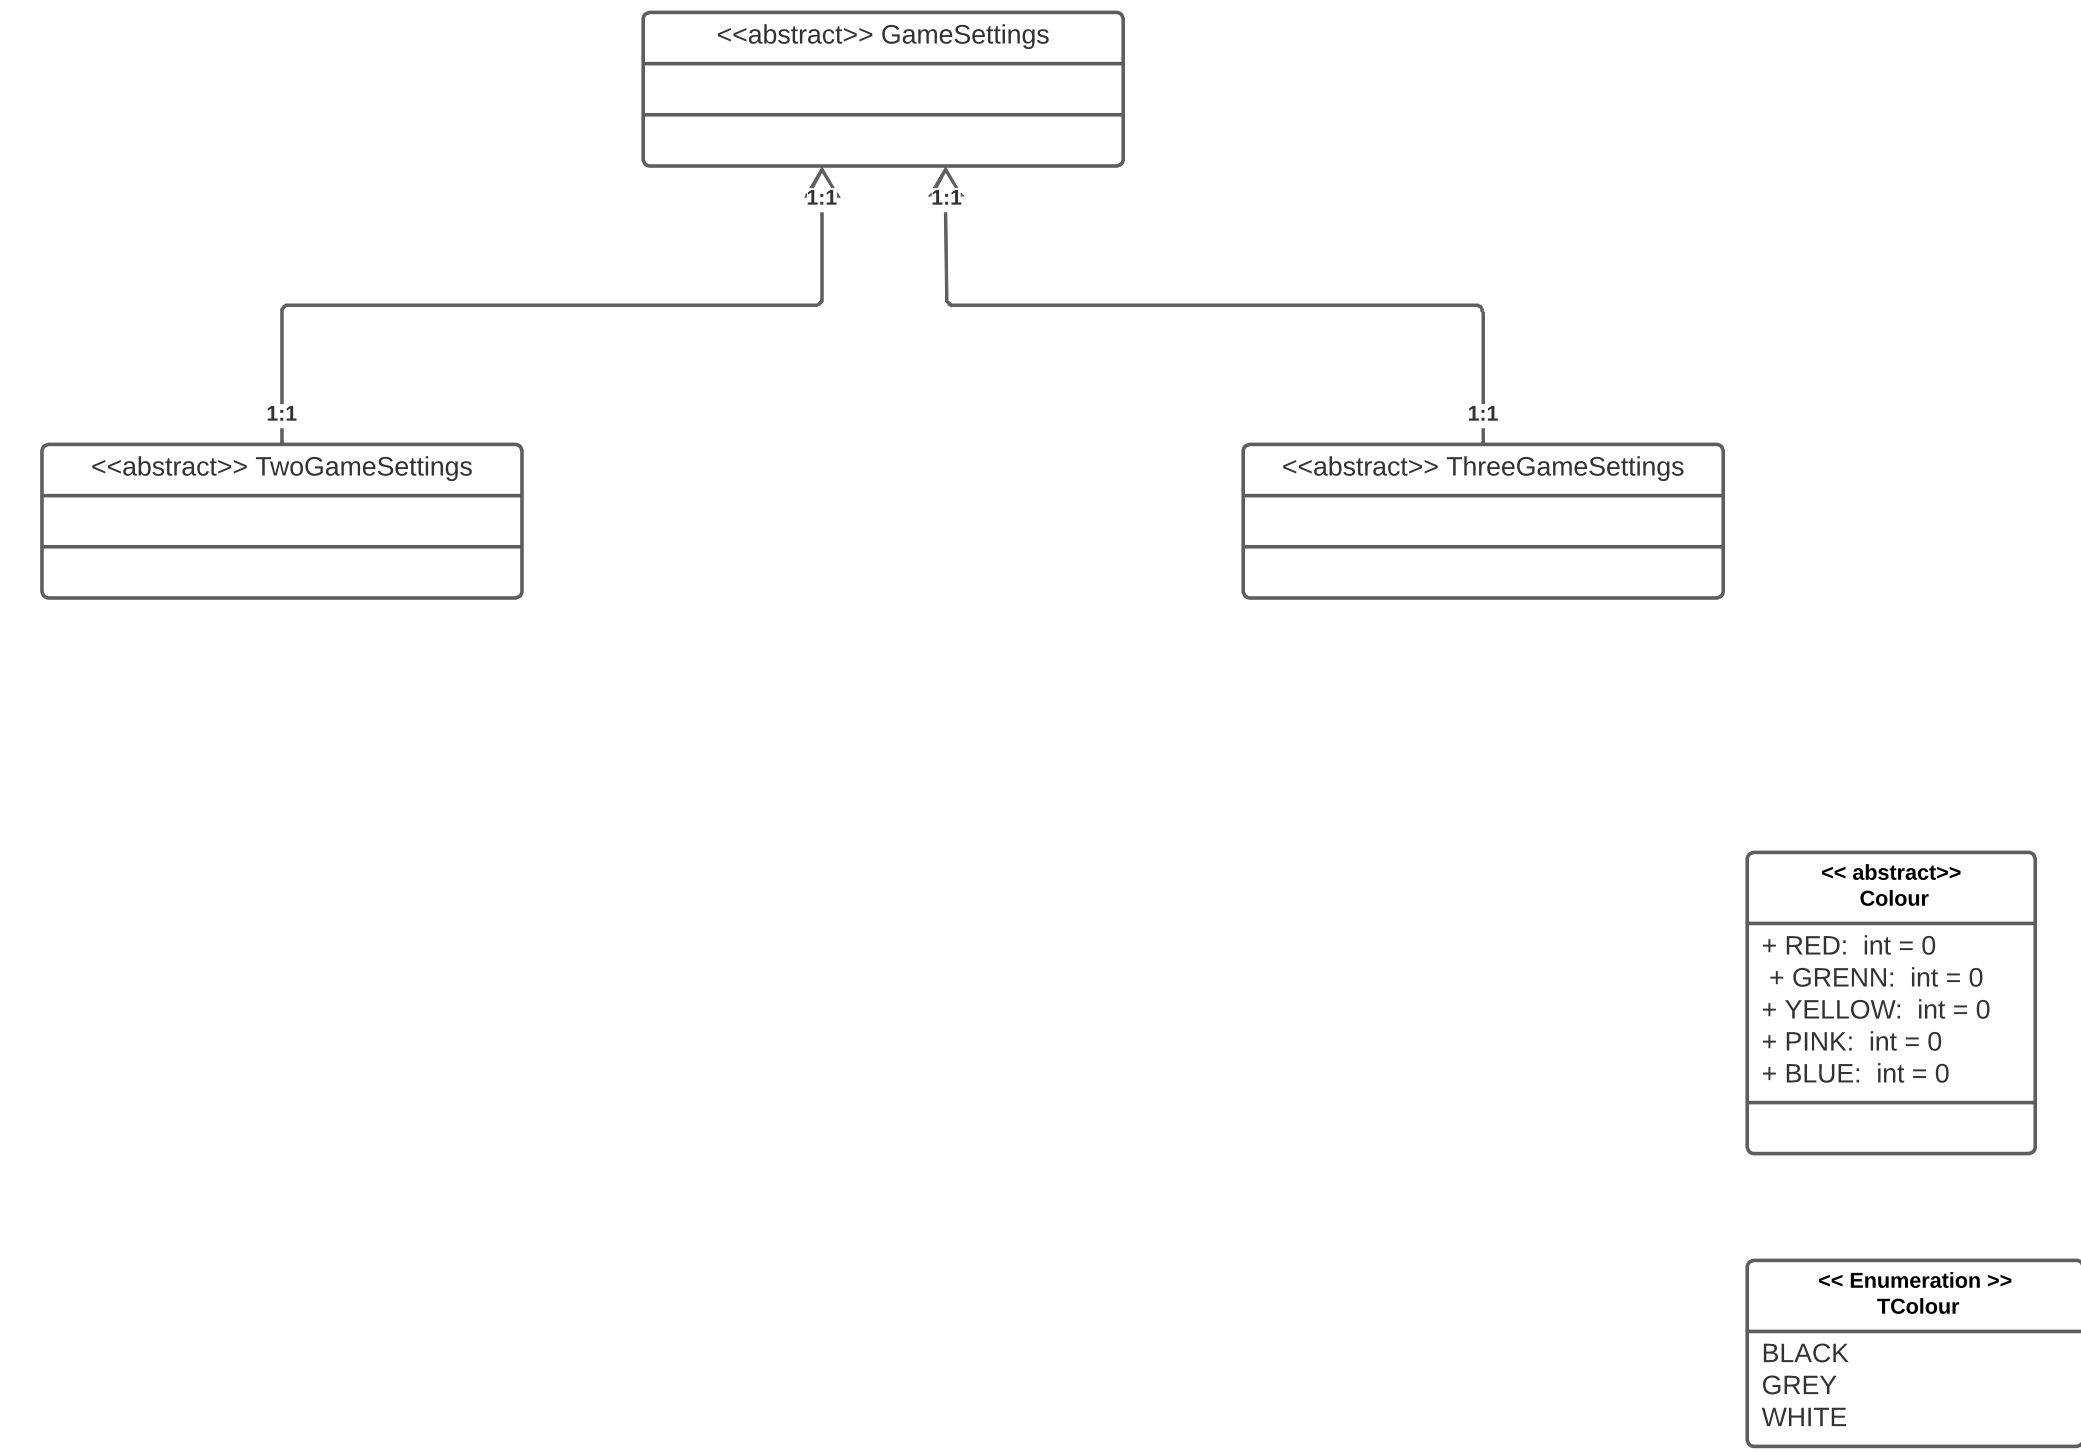 <<abstract>> GameSettings
1:1
1:1
1:1
1:1
<<abstract>> TwoGameSettings
<<abstract>> ThreeGameSettings
<< abstract>>
Colour
+ RED:  int = 0
+ GRENN:  int = 0
+ YELLOW:  int = 0
+ PINK:  int = 0
+ BLUE:  int = 0
<< Enumeration >>
TColour
BLACK
GREY
WHITE